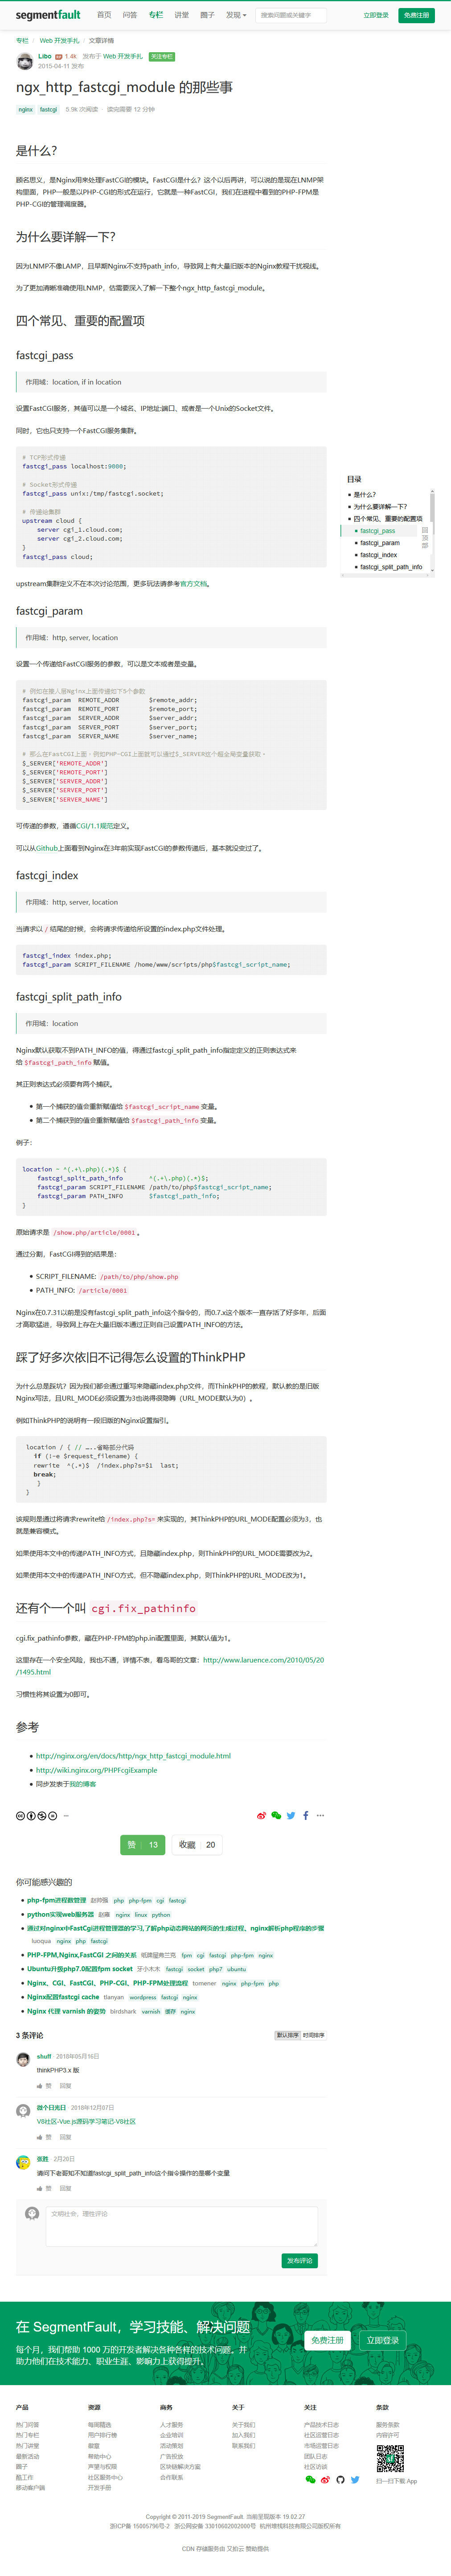 segmentfault 首页 问答 专栏 讲堂 圈子 发现 搜索问题或关键字 立即登录 免费注册
专栏 / Web 开发手扎 / 文章详情
Libo 1.4k 发布于 Web 开发手扎 关注专栏
2015-04-11 发布
ngx_http_fastcgi_module 的那些事
nginx fastcgi 5.9k 次阅读 · 读完需要 12 分钟
是什么?
顾名思义，是Nginx用来处理FastCGI的模块。FastCGI是什么？这个以后再讲，可以说的是现在LNMP架
构里面，PHP一般是以PHP-CGI的形式在运行，它就是一种FastCGI，我们在进程中看到的PHP-FPM是
PHP-CGI的管理调度器。
为什么要详解一下?
因为LNMP不像LAMP，且早期Nginx不支持path_info，导致网上有大量旧版本的Nginx教程干扰视线。
为了更加清晰准确使用LNMP，估需要深入了解一下整个ngx_http_fastcgi_module。
四个常见、重要的配置项
fastcgi_pass
作用域：location, if in location
设置FastCGI服务，其值可以是一个域名、IP地址:端口、或者是一个Unix的Socket文件。
同时，它也只支持一个FastCGI服务集群。
# TCP形式传递
fastcgi_pass localhost:9000;
# Socket形式传递
fastcgi_pass unix:/tmp/fastcgi.socket;
# 传递给集群
upstream cloud {
server cgi_1.cloud.com;
server cgi_2.cloud.com;
}
fastcgi_pass cloud;
目录
是什么?
为什么要详解一下?
四个常见、重要的配置项
fastcgi_pass
fastcgi_param
fastcgi_index
fastcgi_split_path_info
upstream集群定义不在本次讨论范围，更多玩法请参考官方文档。
fastcgi_param
作用域：http, server, location
设置一个传递给FastCGI服务的参数，可以是文本或者是变量。
# 例如在接入层Nginx上面传递如下5个参数
fastcgi_param REMOTE_ADDR $remote_addr;
fastcgi_param REMOTE_PORT $remote_port;
fastcgi_param SERVER_ADDR $server_addr;
fastcgi_param SERVER_PORT $server_port;
fastcgi_param SERVER_NAME $server_name;
# 那么在FastCGI上面，例如PHP-CGI上面就可以通过$_SERVER这个超全局变量获取。
$_SERVER['REMOTE_ADDR']
$_SERVER['REMOTE_PORT']
$_SERVER['SERVER_ADDR']
$_SERVER['SERVER_PORT']
$_SERVER['SERVER_NAME']
可传递的参数，遵循CGI/1.1规范定义。
可以从Github上面看到Nginx在3年前实现FastCGI的参数传递后，基本就没变过了。
fastcgi_index
作用域：http, server, location
当请求以 / 结尾的时候，会将请求传递给所设置的index.php文件处理。
fastcgi_index index.php;
fastcgi_param SCRIPT_FILENAME /home/www/scripts/php$fastcgi_script_name;
fastcgi_split_path_info
作用域：location
Nginx默认获取不到PATH_INFO的值，得通过fastcgi_split_path_info指定定义的正则表达式来
给 $fastcgi_path_info 赋值。
其正则表达式必须要有两个捕获。
第一个捕获的值会重新赋值给 $fastcgi_script_name 变量。
第二个捕获到的值会重新赋值给 $fastcgi_path_info 变量。
例子：
location ~ ^(.+\.php)(.*)$ {
fastcgi_split_path_info ^(.+\.php)(.*)$;
fastcgi_param SCRIPT_FILENAME /path/to/php$fastcgi_script_name;
fastcgi_param PATH_INFO $fastcgi_path_info;
}
原始请求是 /show.php/article/0001 。
通过分割，FastCGI得到的结果是：
SCRIPT_FILENAME: /path/to/php/show.php
PATH_INFO: /article/0001
Nginx在0.7.31以前是没有fastcgi_split_path_info这个指令的，而0.7.x这个版本一直存活了好多年，后面
才高歌猛进，导致网上存在大量旧版本通过正则自己设置PATH_INFO的方法。
踩了好多次依旧不记得怎么设置的ThinkPHP
为什么总是踩坑？因为我们都会通过重写来隐藏index.php文件，而ThinkPHP的教程，默认教的是旧版
Nginx写法，且URL_MODE必须设置为3也说得很隐晦（URL_MODE默认为0）。
例如ThinkPHP的说明有一段旧版的Nginx设置指引。
location / { // …..省略部分代码
if (!-e $request_filename) {
rewrite ^(.*)$ /index.php?s=$1 last;
break;
}
}
该规则是通过将请求rewrite给 /index.php?s= 来实现的，其ThinkPHP的URL_MODE配置必须为3，也
就是兼容模式。
如果使用本文中的传递PATH_INFO方式，且隐藏index.php，则ThinkPHP的URL_MODE需要改为2。
如果使用本文中的传递PATH_INFO方式，但不隐藏index.php，则ThinkPHP的URL_MODE改为1。
还有个一个叫 cgi.fix_pathinfo
cgi.fix_pathinfo参数，藏在PHP-FPM的php.ini配置里面，其默认值为1。
这里存在一个安全风险，我也不通，详情不表，看鸟哥的文章：http://www.laruence.com/2010/05/20
/1495.html
习惯性将其设置为0即可。
参考
http://nginx.org/en/docs/http/ngx_http_fastcgi_module.html
http://wiki.nginx.org/PHPFcgiExample
同步发表于我的博客
赞 13 收藏 20
你可能感兴趣的
php-fpm进程数管理 赵帅强 php php-fpm cgi fastcgi
python实现web服务器 赵雍 nginx linux python
通过对nginx中FastCgi进程管理器的学习,了解php动态网站的网页的生成过程、nginx解析php程序的步骤
luoqua nginx php fastcgi
PHP-FPM,Nginx,FastCGI 之间的关系 纸牌屋弗兰克 fpm cgi fastcgi php-fpm nginx
Ubuntu升级php7.0配置fpm socket 牙小木木 fastcgi socket php7 ubuntu
Nginx、CGI、FastCGI、PHP-CGI、PHP-FPM处理流程 tomener nginx php-fpm php
Nginx配置fastcgi cache tianyan wordpress fastcgi nginx
Nginx 代理 varnish 的姿势 birdshark varnish 缓存 nginx
3 条评论 默认排序 时间排序
shuff · 2018年05月16日
thinkPHP3.x 版
赞 回复
微个日光日 · 2018年12月07日
V8社区-Vue.js源码学习笔记-V8社区
赞 回复
张胜 · 2月20日
请问下老哥知不知道fastcgi_split_path_info这个指令操作的是哪个变量
赞 回复
文明社会，理性评论
发布评论
在 SegmentFault，学习技能、解决问题
每个月，我们帮助 1000 万的开发者解决各种各样的技术问题。并
助力他们在技术能力、职业生涯、影响力上获得提升。
免费注册 立即登录
产品 资源 商务 关于 关注 条款
热门问答 每周精选 人才服务 关于我们 产品技术日志 服务条款
热门专栏 用户排行榜 企业培训 加入我们 社区运营日志 内容许可
热门讲堂 徽章 活动策划 联系我们 市场运营日志
最新活动 帮助中心 广告投放 团队日志
圈子 声望与权限 区块链解决方案 社区访谈
酷工作 社区服务中心 合作联系
移动客户端 开发手册
扫一扫下载 App
Copyright © 2011-2019 SegmentFault. 当前呈现版本 19.02.27
浙ICP备 15005796号-2 浙公网安备 33010602002000号 杭州堆栈科技有限公司版权所有
CDN 存储服务由 又拍云 赞助提供